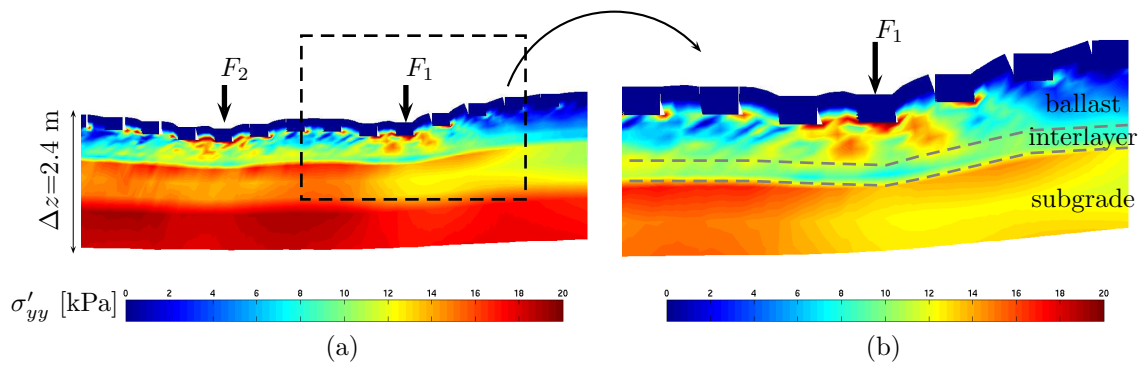 F₂
F₁
F₁
Δz=2.4 m
ballast
interlayer
subgrade
σ′yy [kPa]
0 2 4 6 8 10 12 14 16 18 20
0 2 4 6 8 10 12 14 16 18 20
(a)
(b)